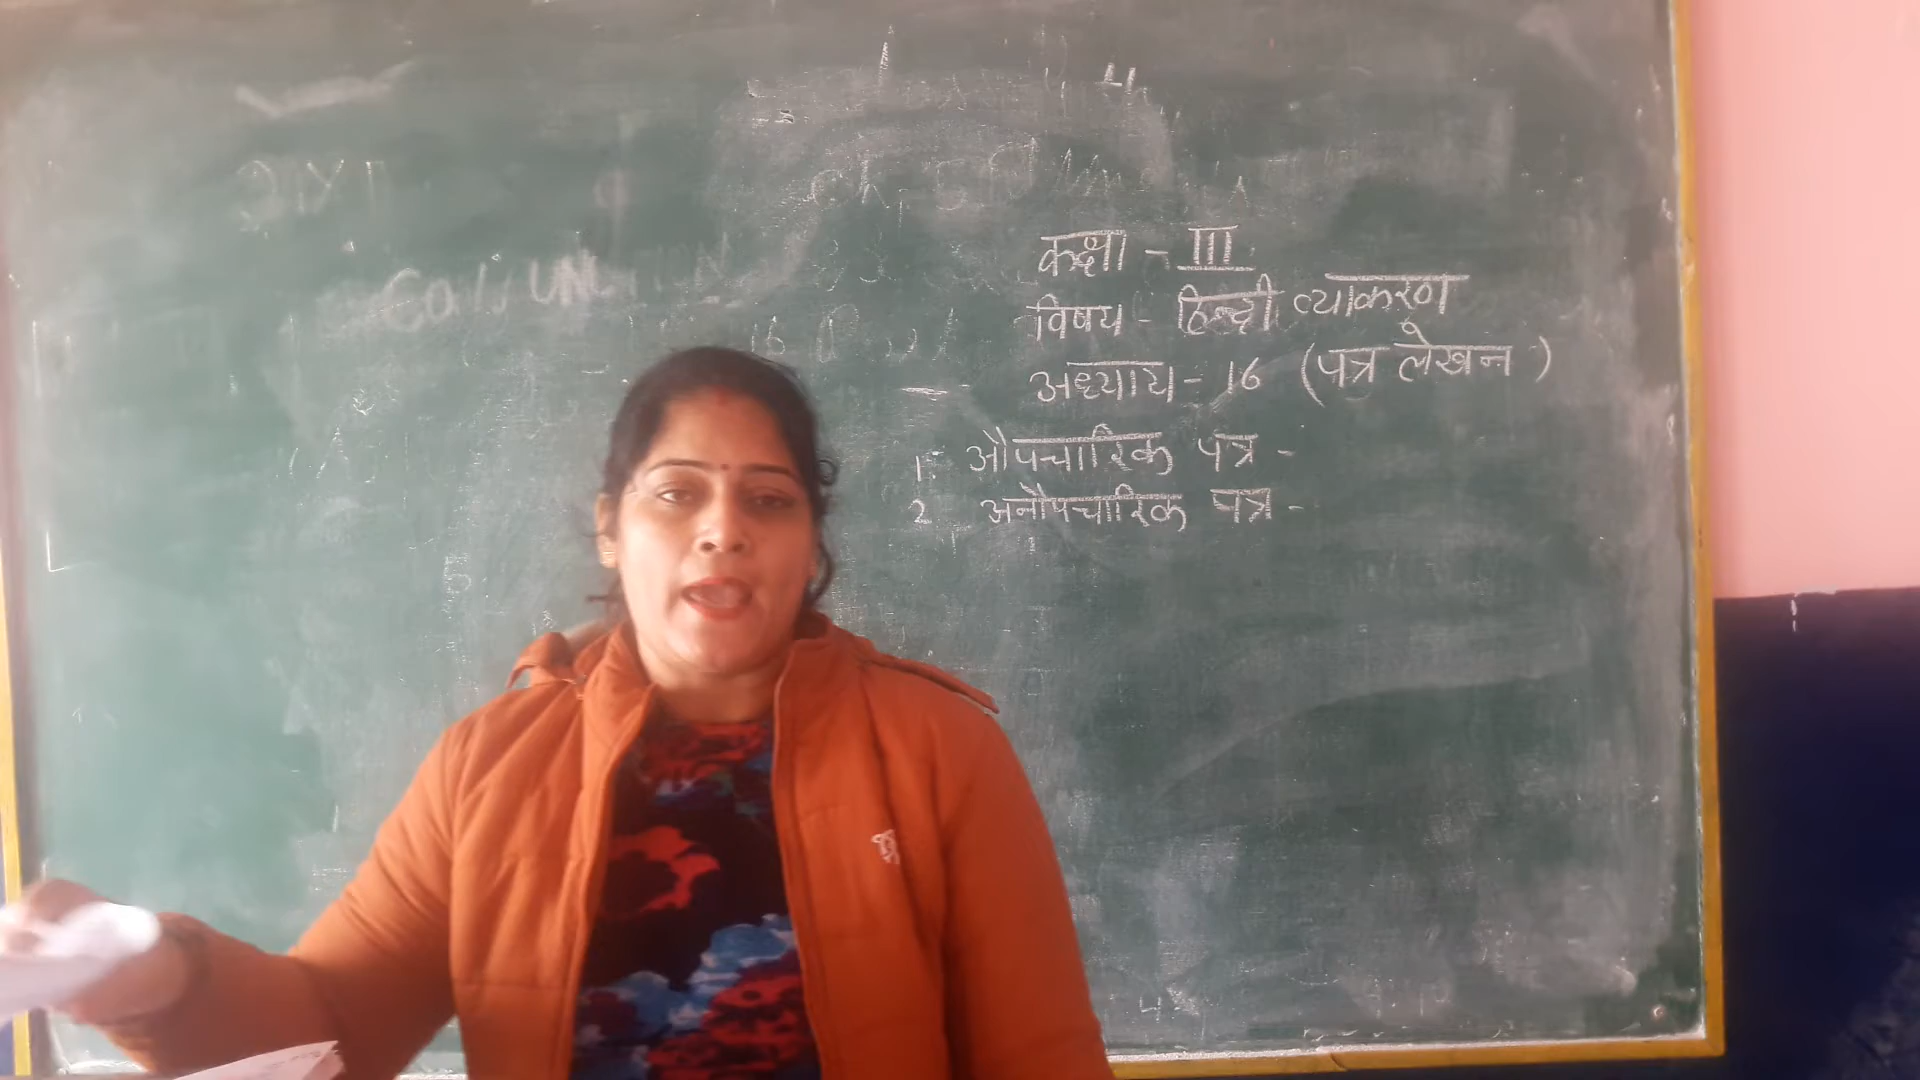 कक्षा - III
विषय - हिन्दी व्याकरण
अध्याय - 16 (पत्र लेखन)
1. औपचारिक पत्र -
2 अनौपचारिक पत्र -